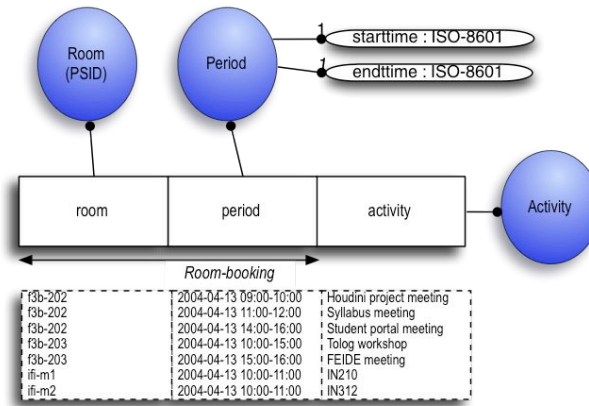 Room
(PSID)
Period
1
starttime : ISO-8601
1
endtime : ISO-8601
room
period
activity
Activity
Room-booking
f3b-202 2004-04-13 09:00-10:00 Houdini project meeting
f3b-202 2004-04-13 11:00-12:00 Syllabus meeting
f3b-202 2004-04-13 14:00-16:00 Student portal meeting
f3b-203 2004-04-13 10:00-15:00 Tolog workshop
f3b-203 2004-04-13 15:00-16:00 FEIDE meeting
ifi-m1 2004-04-13 10:00-11:00 IN210
ifi-m2 2004-04-13 10:00-11:00 IN312